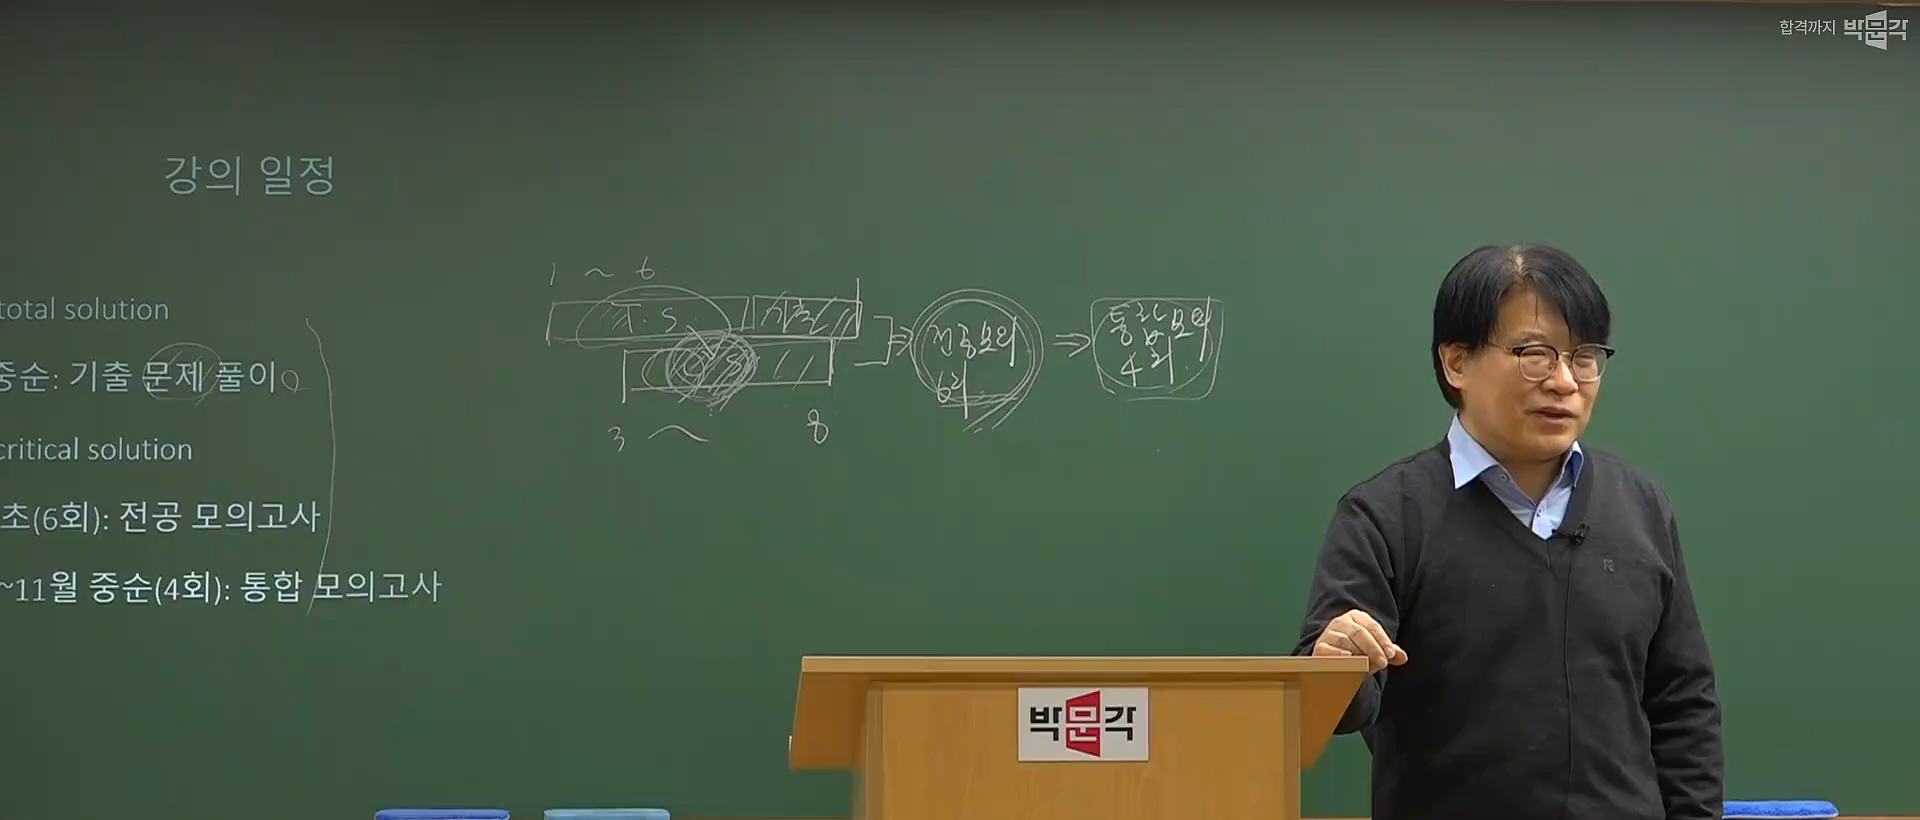 합격까지 박문각
강의 일정
total solution
중순: 기출 문제 풀이
critical solution
초(6회): 전공 모의고사
~11월 중순(4회): 통합 모의고사
1 ~ 6
T.S. 기출
C.S
3 ~ 8
⇒ 전공모의
6회
⇒ 통합모의
4회
박문각